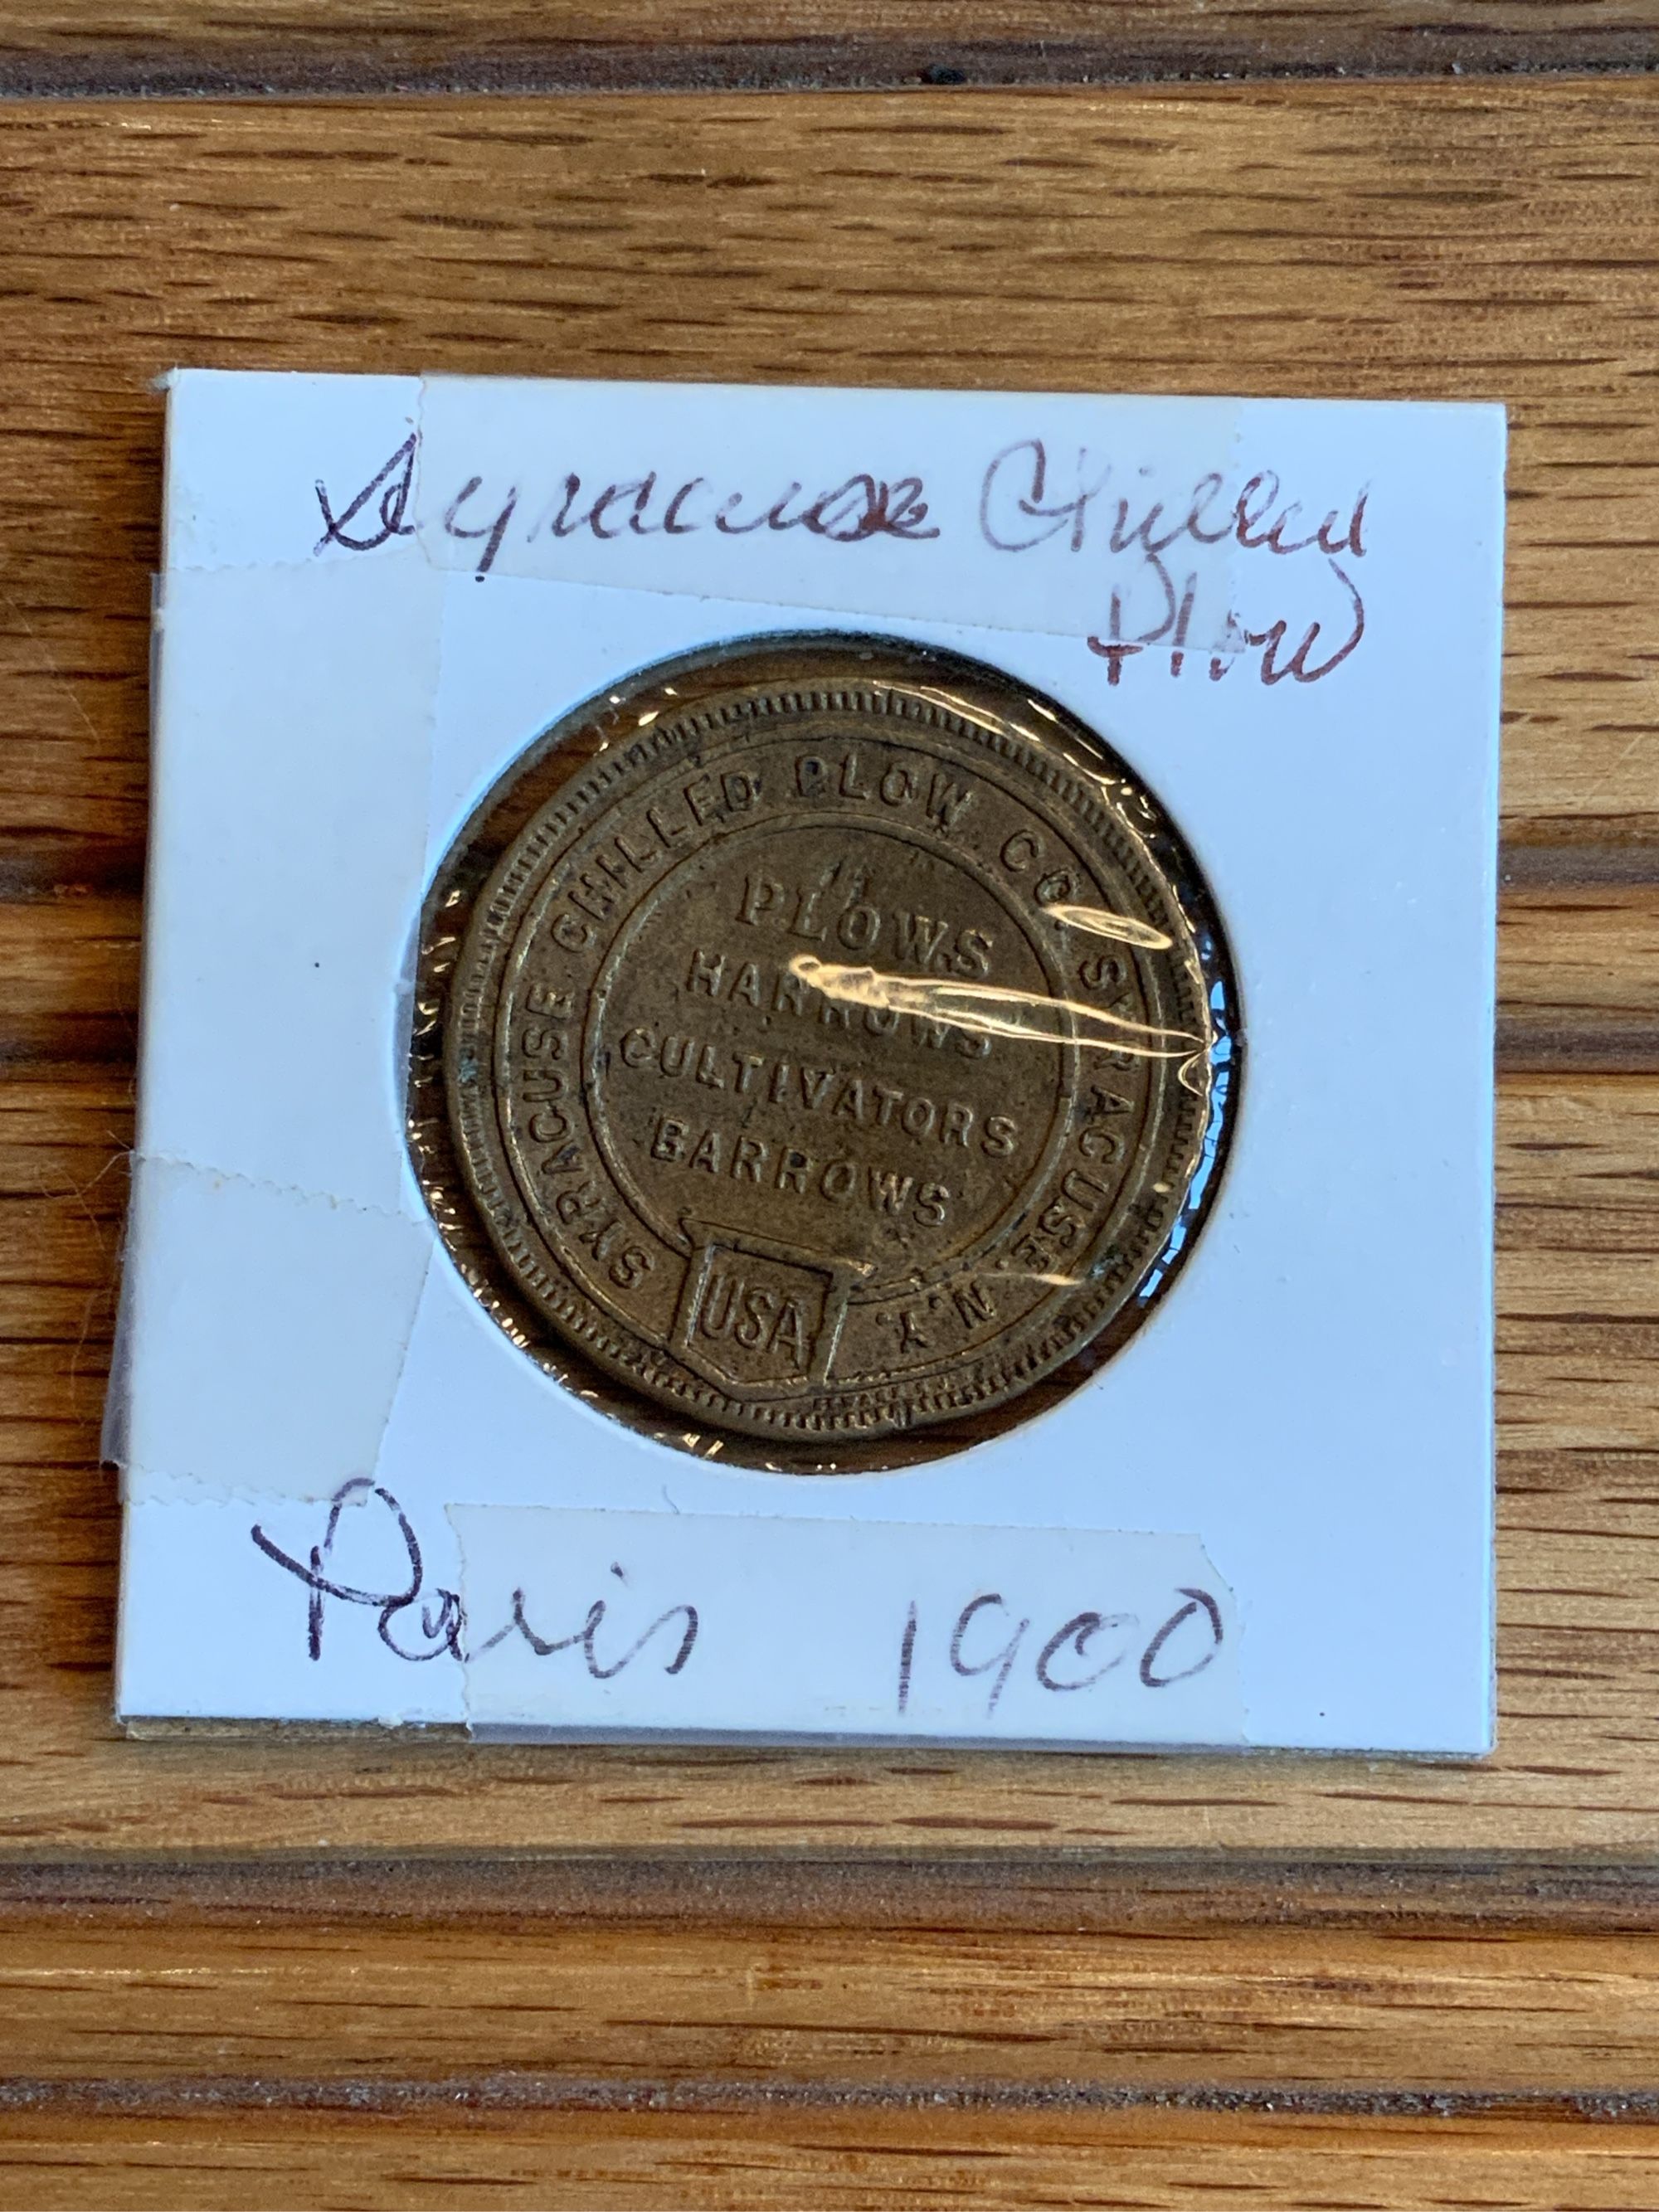 Syracuse Chilled
Plow
SYRACUSE CHILLED PLOW CO. SYRACUSE. N.Y.
PLOWS
HARROWS
CULTIVATORS
BARROWS
USA
Paris 1900